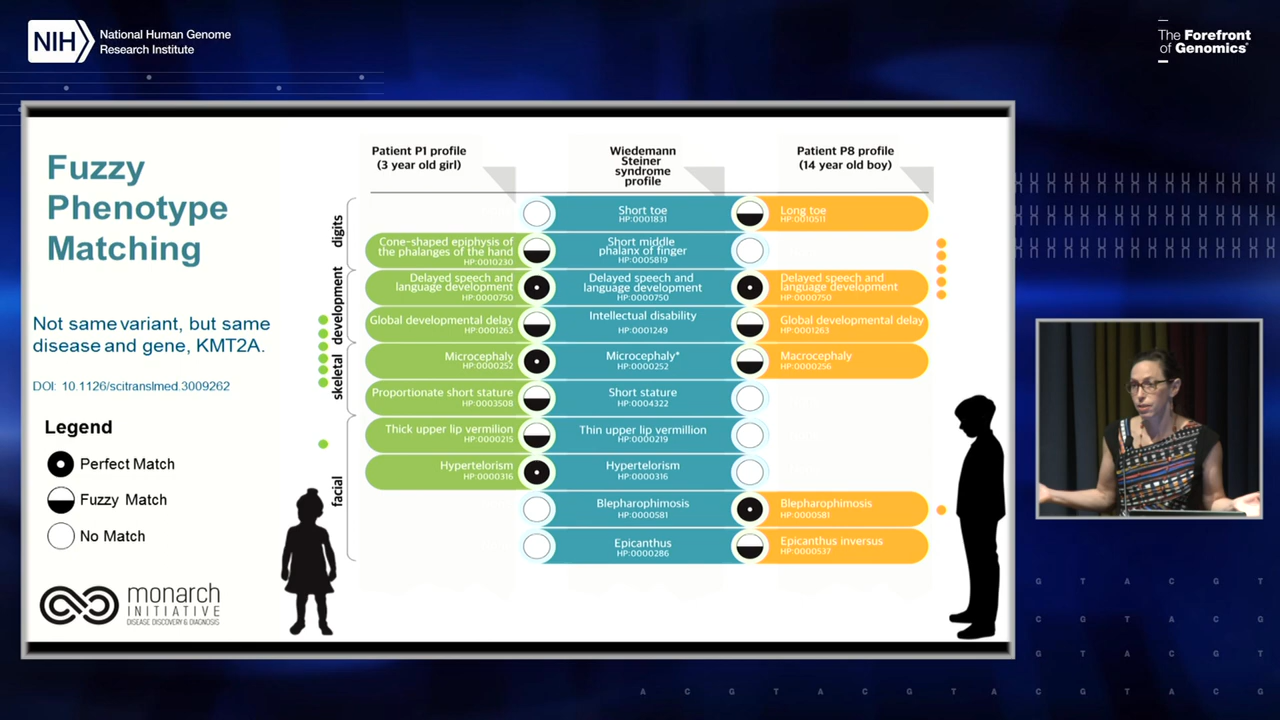 NIH
National Human Genome
Research Institute
The Forefront
of Genomics®
Fuzzy
Phenotype
Matching
Not same variant, but same
disease and gene, KMT2A.
DOI: 10.1126/scitranslmed.3009262
Legend
Perfect Match
Fuzzy Match
No Match
monarch
INITIATIVE
DISEASE DISCOVERY & DIAGNOSIS
Patient P1 profile
(3 year old girl)
Wiedemann
Steiner
syndrome
profile
Patient P8 profile
(14 year old boy)
digits
development
skeletal
facial
Short toe
HP:0001831
Long toe
HP:0010511
Cone-shaped epiphysis of
the phalanges of the hand
HP:0010230
Short middle
phalanx of finger
HP:0005819
Delayed speech and
language development
HP:0000750
Delayed speech and
language development
HP:0000750
Delayed speech and
language development
HP:0000750
Global developmental delay
HP:0001263
Intellectual disability
HP:0001249
Global developmental delay
HP:0001263
Microcephaly
HP:0000252
Microcephaly*
HP:0000252
Macrocephaly
HP:0000256
Proportionate short stature
HP:0003508
Short stature
HP:0004322
Thick upper lip vermilion
HP:0000215
Thin upper lip vermillion
HP:0000219
Hypertelorism
HP:0000316
Hypertelorism
HP:0000316
Blepharophimosis
HP:0000581
Blepharophimosis
HP:0000581
Epicanthus
HP:0000286
Epicanthus inversus
HP:0000537
G T A C G T
C G T A C G
G T A C G T
A C G T A C G T A C G T A C G